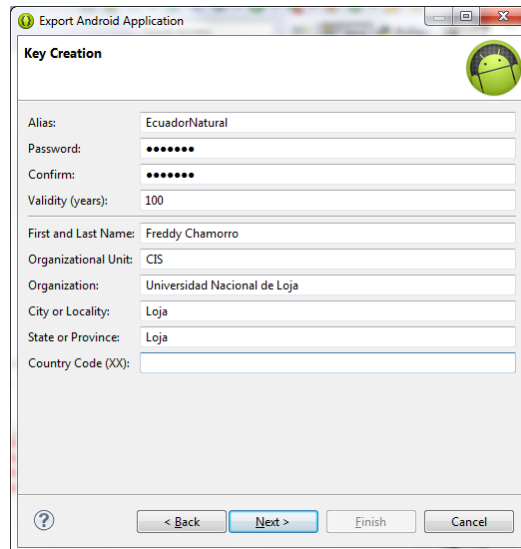 Export Android Application
Key Creation
Alias: EcuadorNatural
Password: •••••••
Confirm: •••••••
Validity (years): 100
First and Last Name: Freddy Chamorro
Organizational Unit: CIS
Organization: Universidad Nacional de Loja
City or Locality: Loja
State or Province: Loja
Country Code (XX):
? < Back Next > Finish Cancel